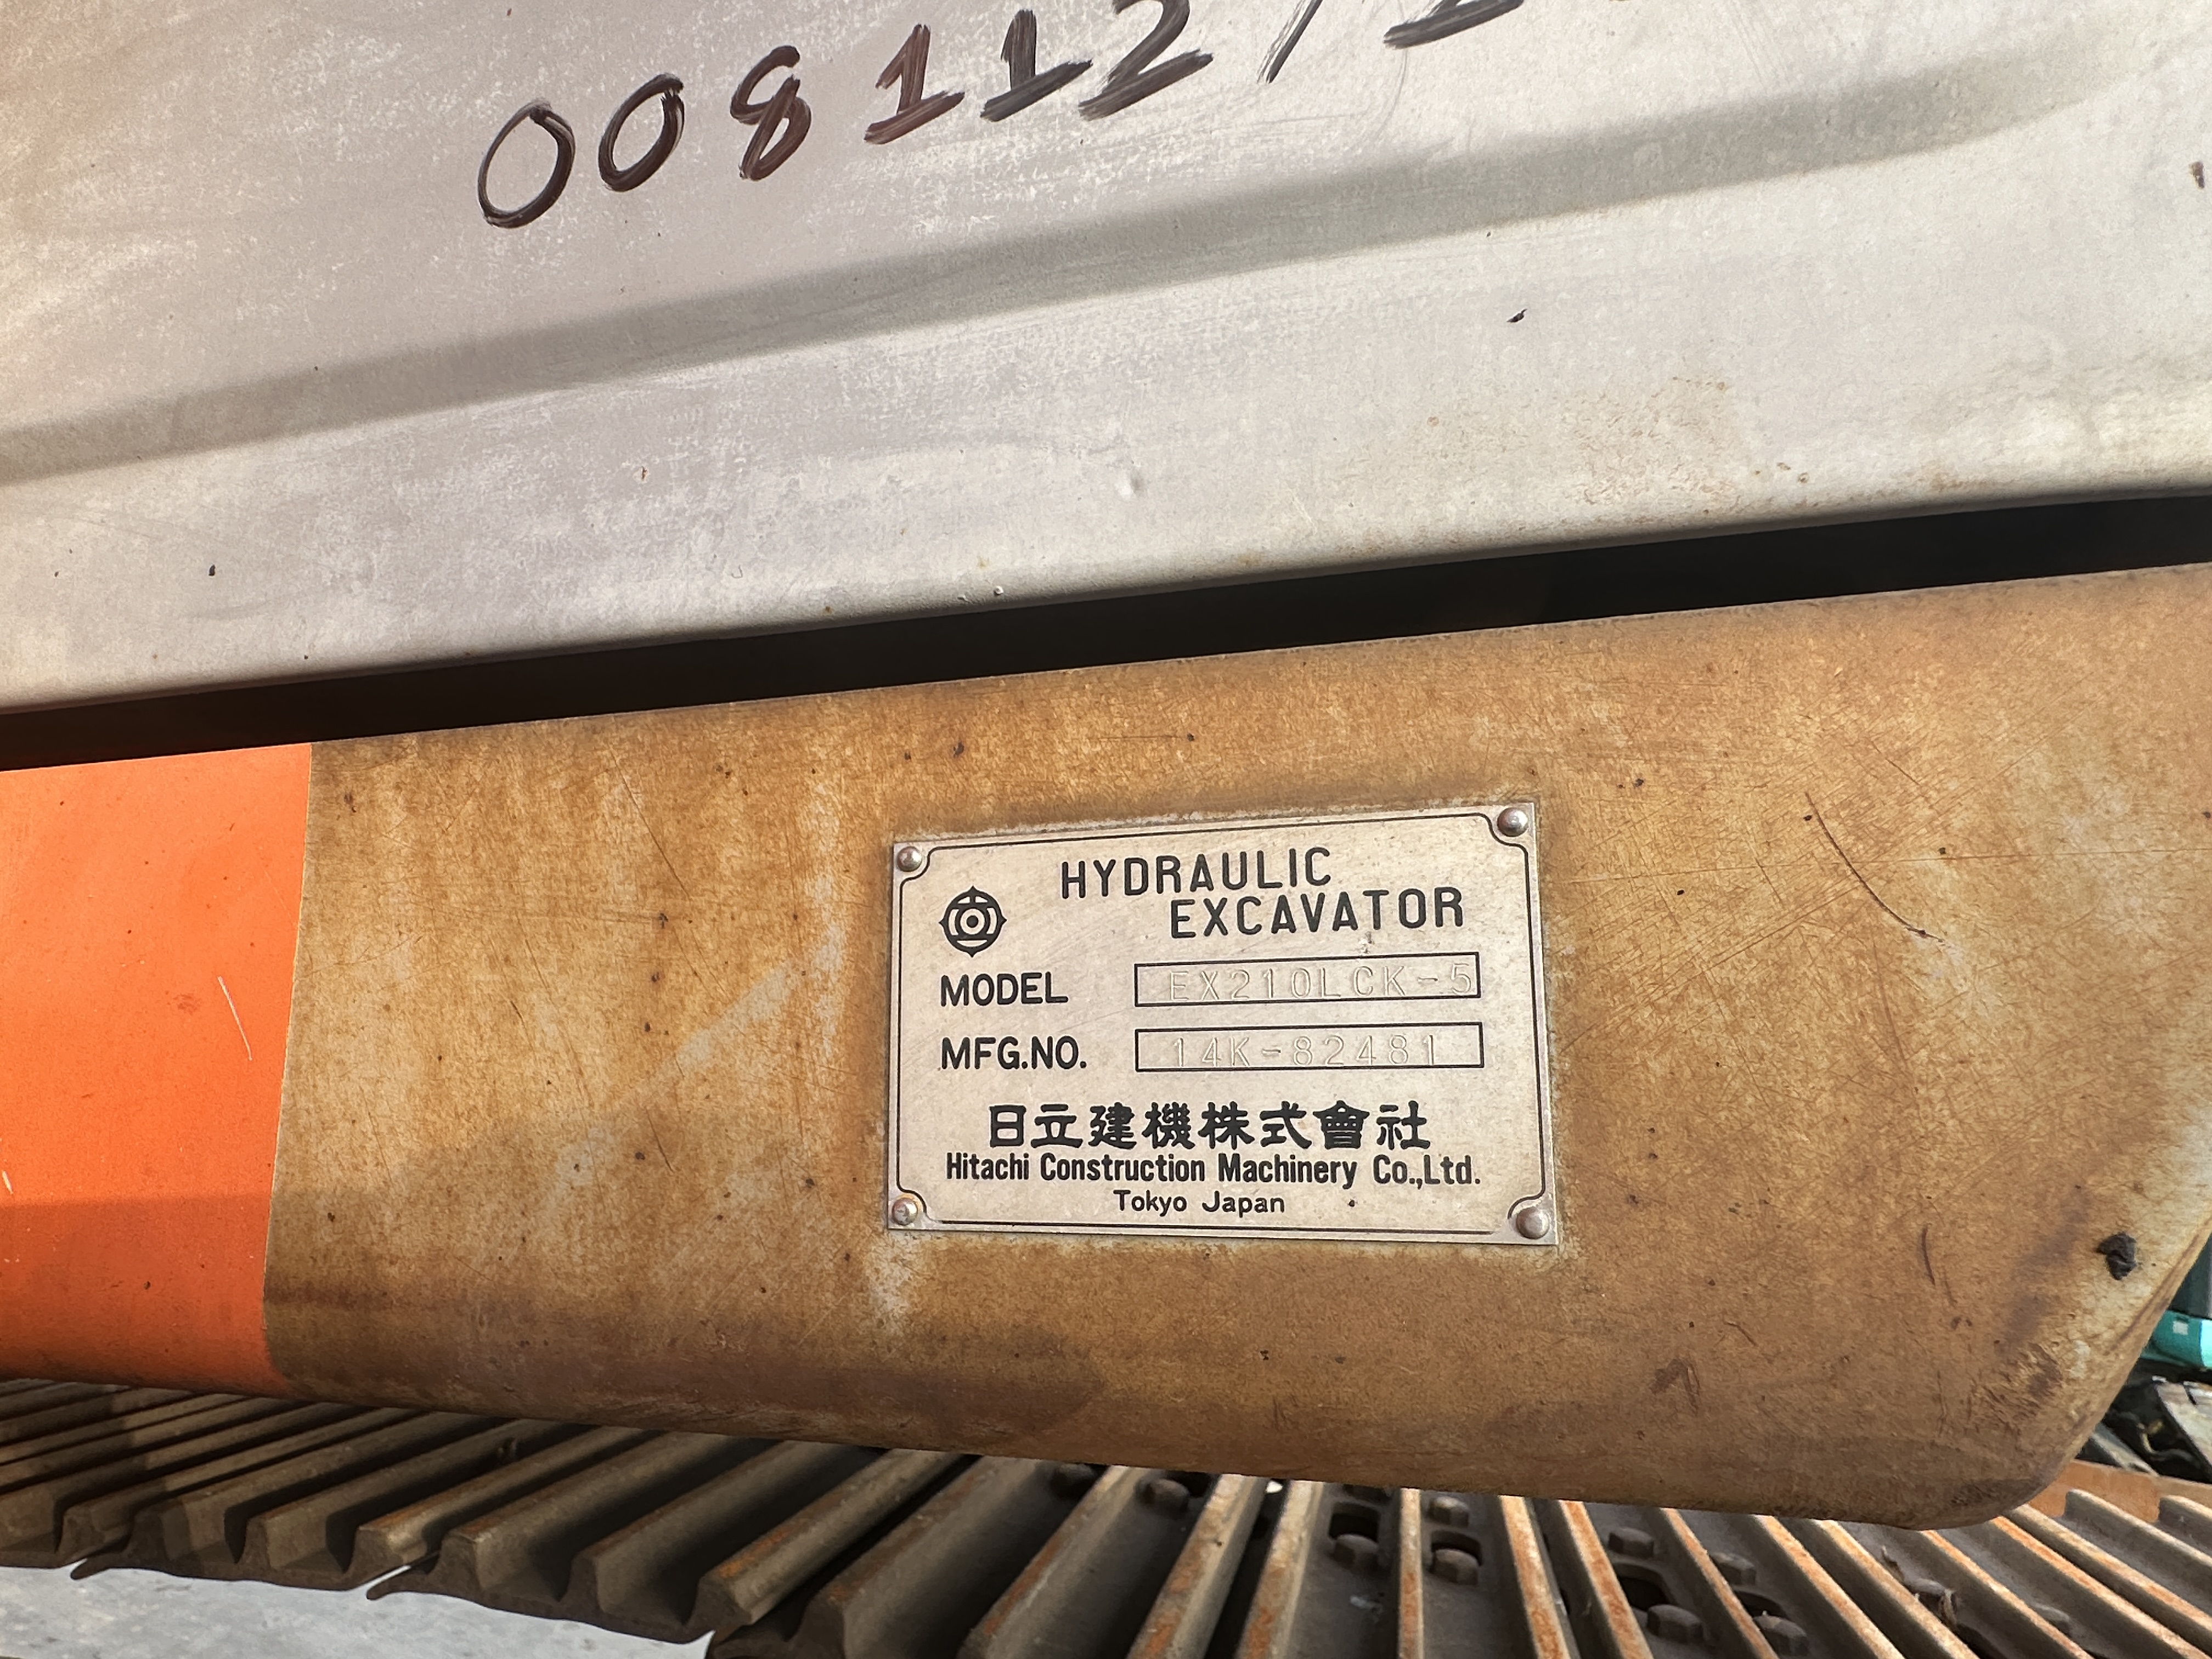 008112/2
HYDRAULIC
EXCAVATOR
MODEL EX210LCK-5
MFG.NO. 14K-82481
日立建機株式會社
Hitachi Construction Machinery Co.,Ltd.
Tokyo Japan